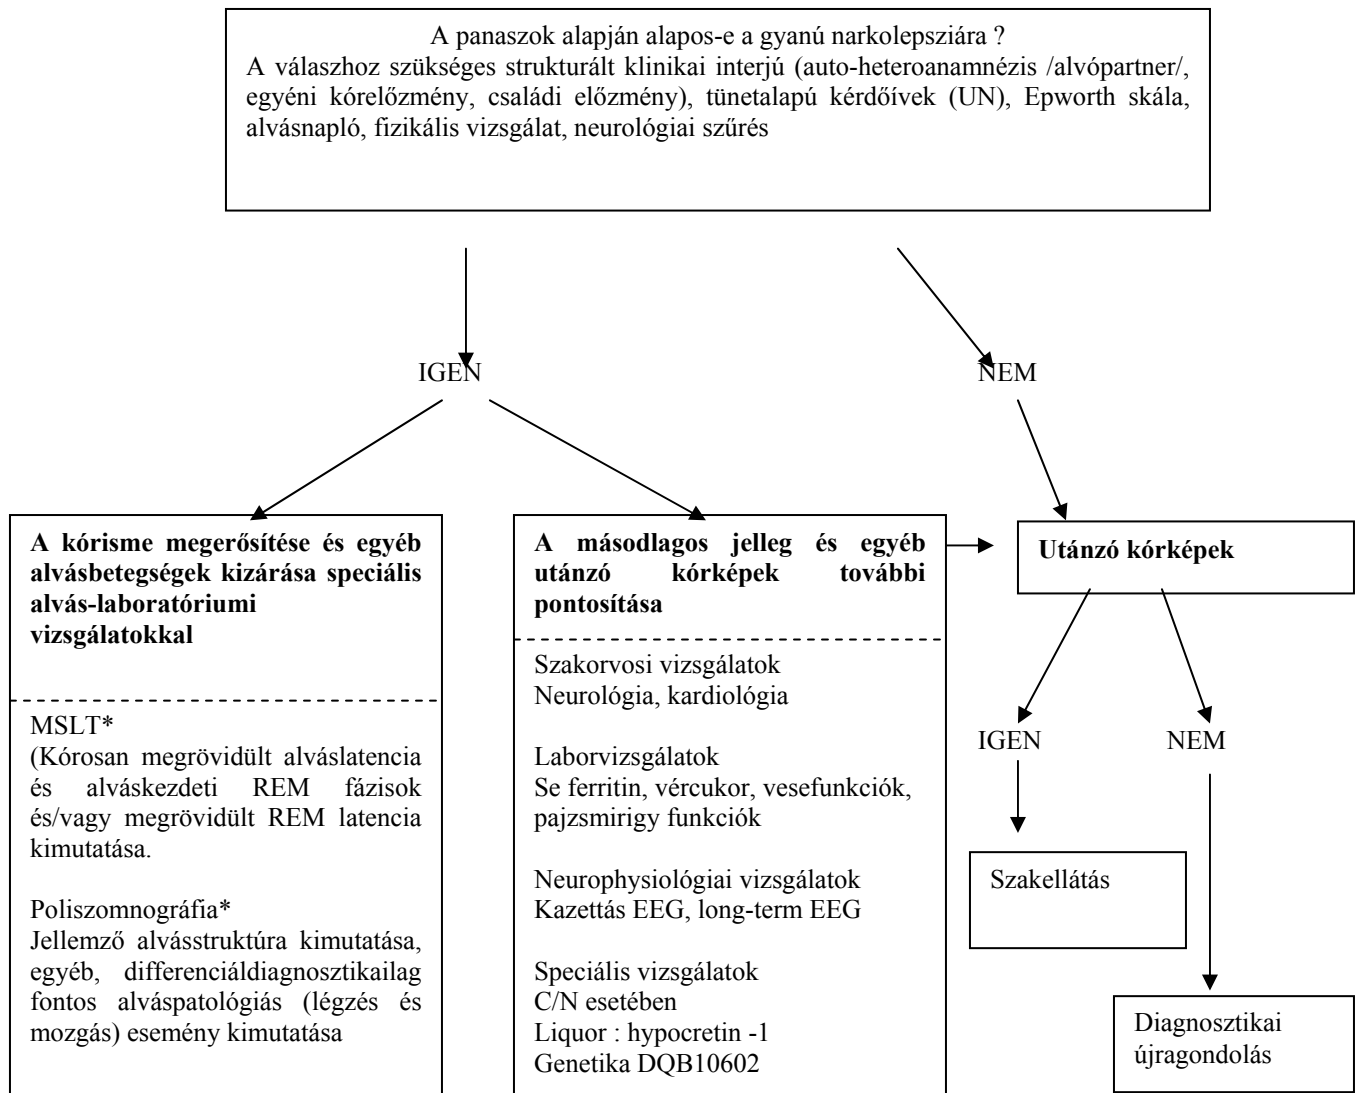 A panaszok alapján alapos-e a gyanú narkolepsziára ?
A válaszhoz szükséges strukturált klinikai interjú (auto-heteroanamnézis /alvópartner/,
egyéni kórelőzmény, családi előzmény), tünetalapú kérdőívek (UN), Epworth skála,
alvásnapló, fizikális vizsgálat, neurológiai szűrés
IGEN
NEM
A kórisme megerősítése és egyéb
alvásbetegségek kizárása speciális
alvás-laboratóriumi
vizsgálatokkal
MSLT*
(Kórosan megrövidült alváslatencia
és alváskezdeti REM fázisok
és/vagy megrövidült REM latencia
kimutatása.
Poliszomnográfia*
Jellemző alvásstruktúra kimutatása,
egyéb, differenciáldiagnosztikailag
fontos alváspatológiás (légzés és
mozgás) esemény kimutatása
A másodlagos jelleg és egyéb
utánzó kórképek további
pontosítása
Szakorvosi vizsgálatok
Neurológia, kardiológia
Laborvizsgálatok
Se ferritin, vércukor, vesefunkciók,
pajzsmirigy funkciók
Neurophysiológiai vizsgálatok
Kazettás EEG, long-term EEG
Speciális vizsgálatok
C/N esetében
Liquor : hypocretin -1
Genetika DQB10602
Utánzó kórképek
IGEN
NEM
Szakellátás
Diagnosztikai
újragondolás